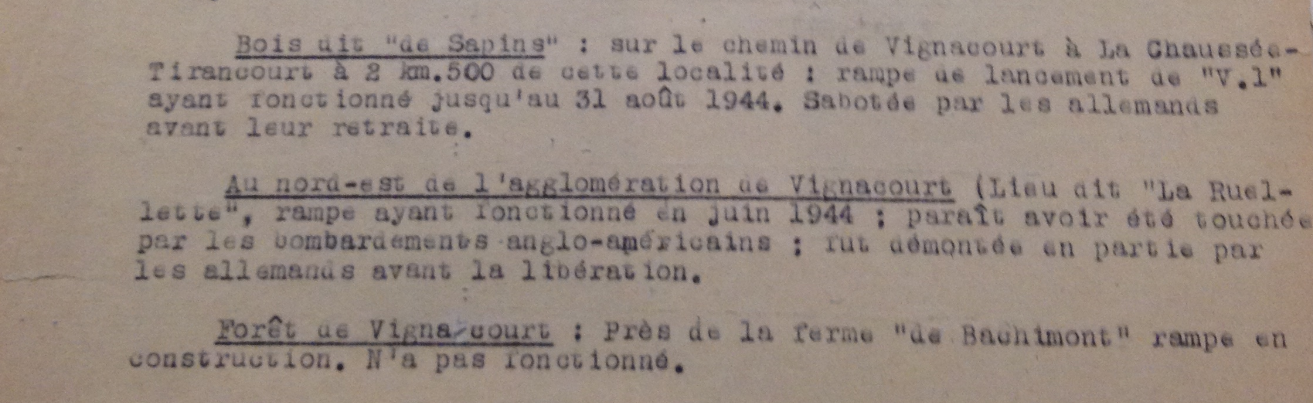 Bois dit "de Sapins" : sur le chemin de Vignacourt à La Chaussée-
Tirancourt à 2 km.500 de cette localité : rampe de lancement de "V.1"
ayant fonctionné jusqu'au 31 août 1944. Sabotée par les allemands
avant leur retraite.
Au nord-est de l'agglomération de Vignacourt (Lieu dit "La Ruel-
lette", rampe ayant fonctionné en juin 1944 ; paraît avoir été touchée
par les bombardements anglo-américains ; fut démontée en partie par
les allemands avant la libération.
Forêt de Vignacourt : Près de la ferme "de Bachimont" rampe en
construction. N'a pas fonctionné.